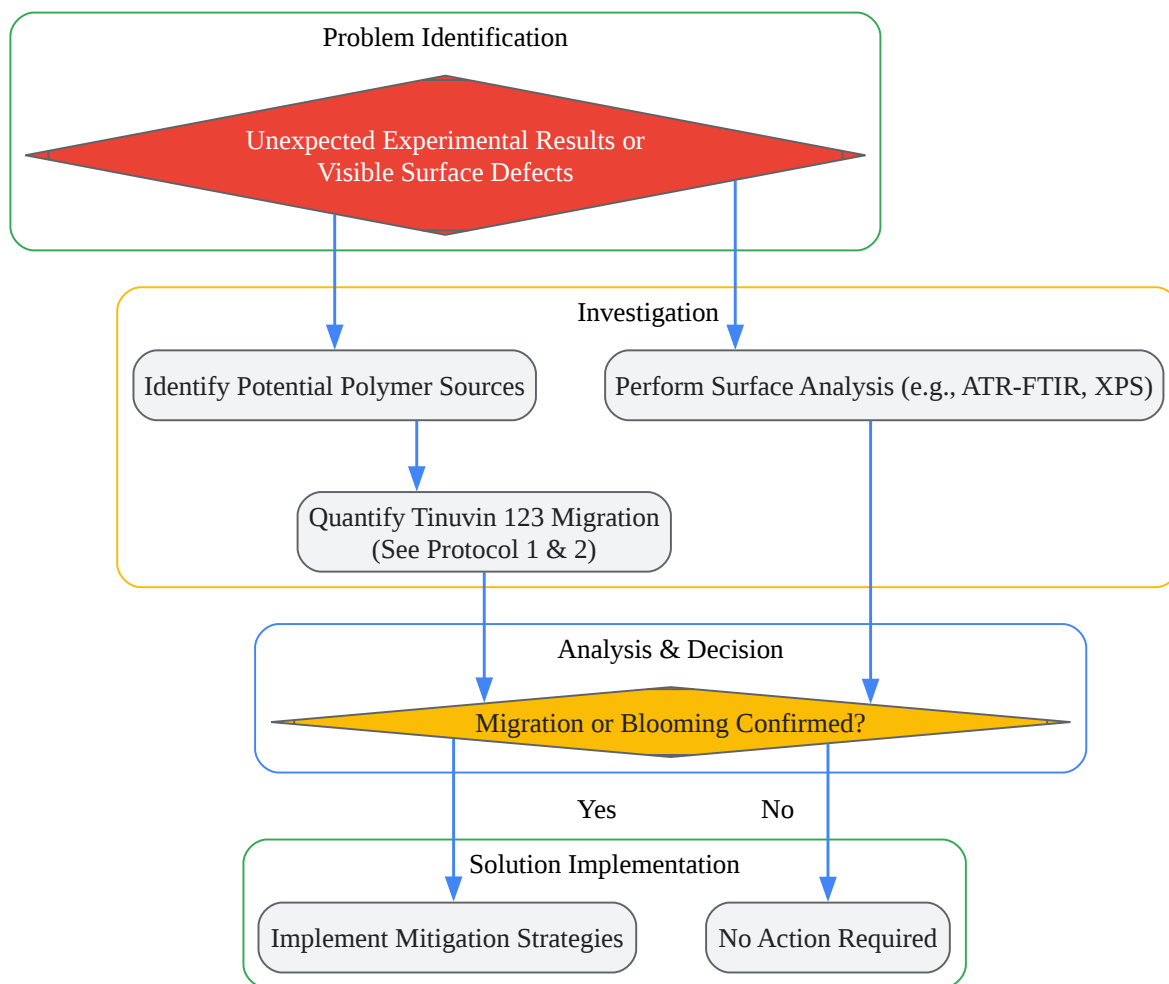 Problem Identification
Unexpected Experimental Results or
Visible Surface Defects
Investigation
Identify Potential Polymer Sources
Perform Surface Analysis (e.g., ATR-FTIR, XPS)
Quantify Tinuvin 123 Migration
(See Protocol 1 & 2)
Analysis & Decision
Migration or Blooming Confirmed?
Yes
No
Solution Implementation
Implement Mitigation Strategies
No Action Required